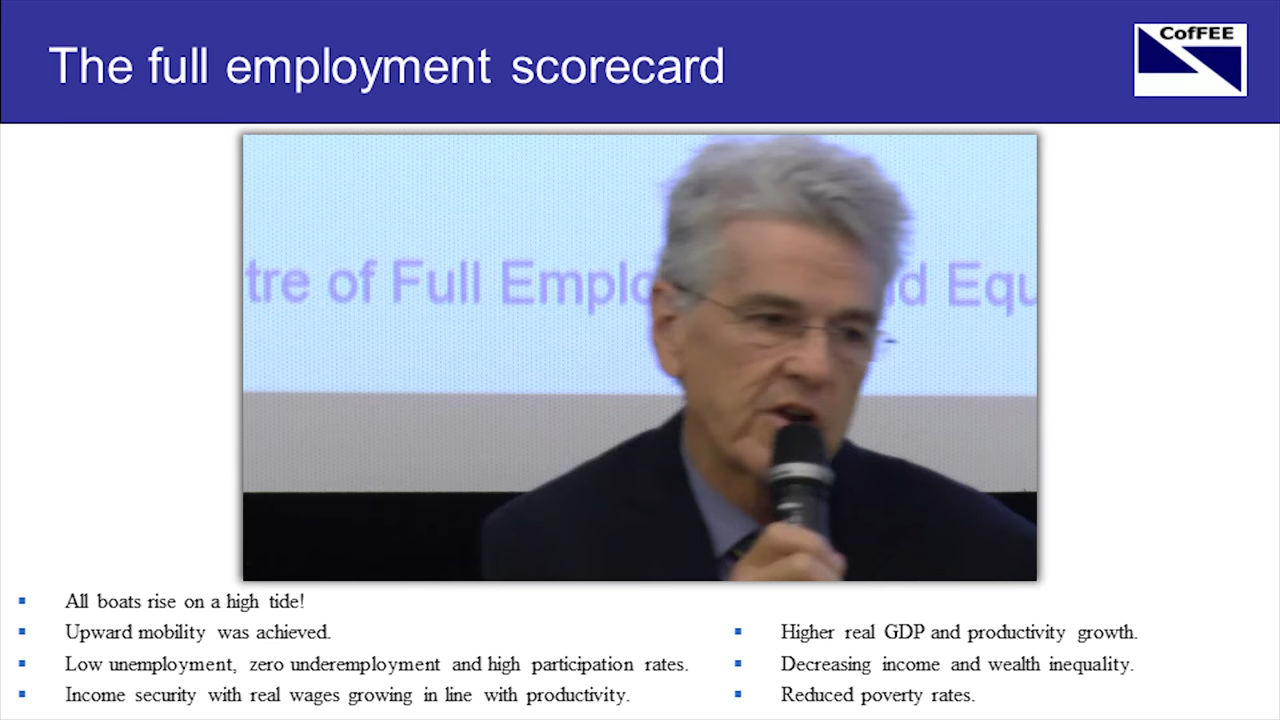 The full employment scorecard
CofFEE
tre of Full Emplo d Equ
All boats rise on a high tide!
Upward mobility was achieved.
Low unemployment, zero underemployment and high participation rates.
Income security with real wages growing in line with productivity.
Higher real GDP and productivity growth.
Decreasing income and wealth inequality.
Reduced poverty rates.